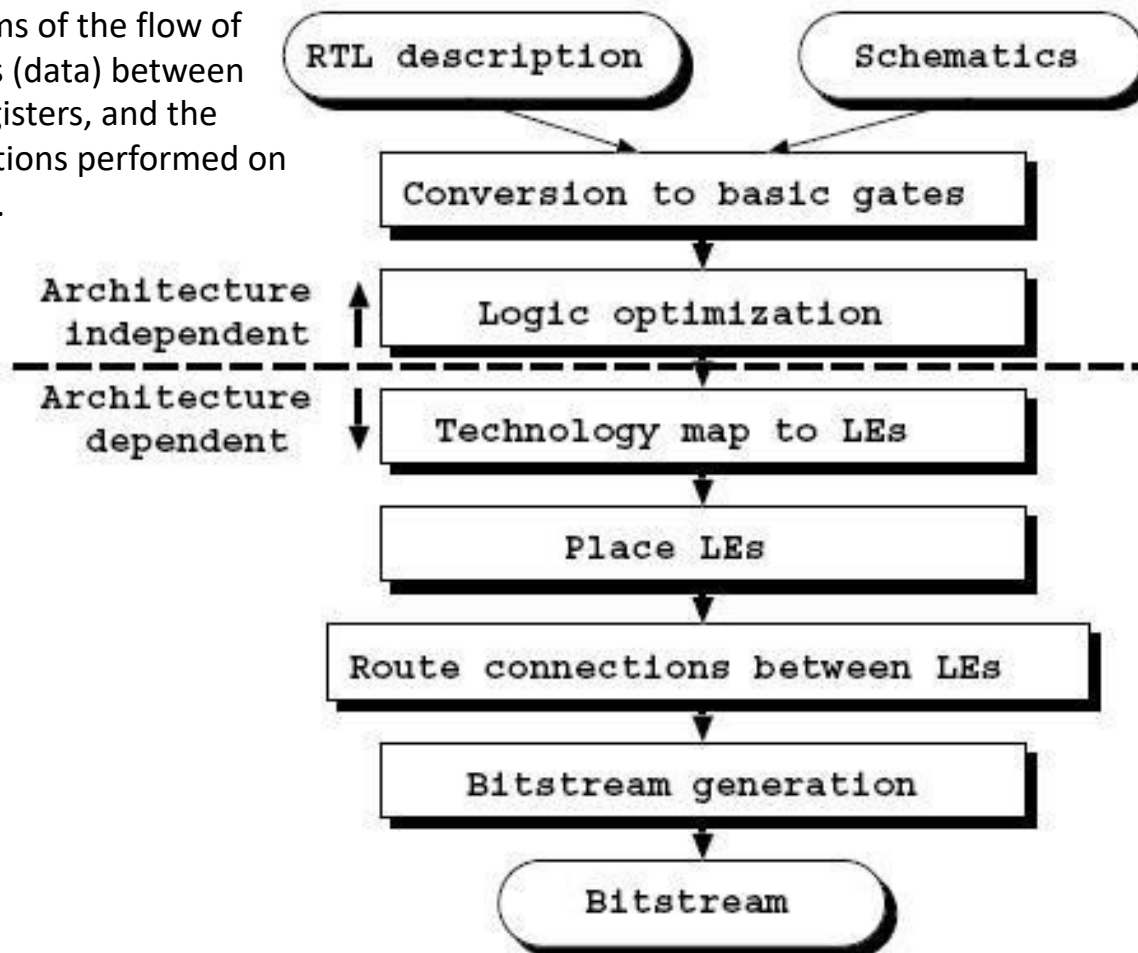 ms of the flow of
s (data) between
gisters, and the
tions performed on
.
RTL description
Schematics
Conversion to basic gates
Architecture
independent
Logic optimization
Architecture
dependent
Technology map to LEs
Place LEs
Route connections between LEs
Bitstream generation
Bitstream